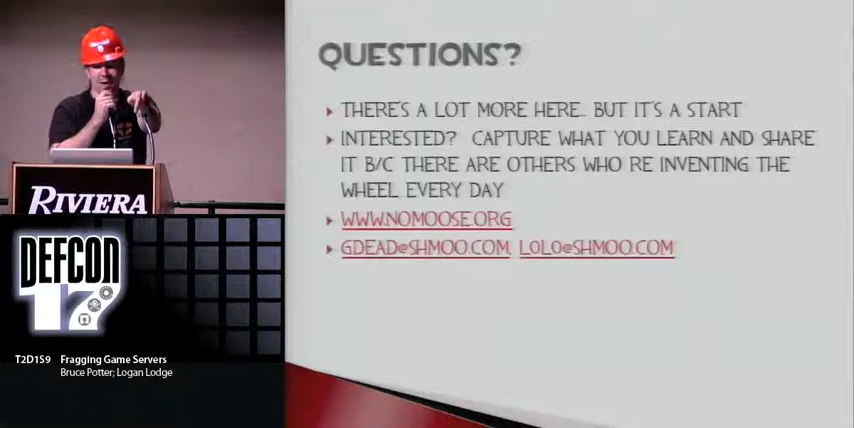 QUESTIONS?
THERE'S A LOT MORE HERE.. BUT IT'S A START
INTERESTED? CAPTURE WHAT YOU LEARN AND SHARE
IT B/C THERE ARE OTHERS WHO RE INVENTING THE
WHEEL EVERY DAY
WWW.NOMOOSE.ORG
GDEAD@SHMOO.COM L0L0@SHMOO.COM
RIVIERA
DEFCON
17
T2D1S9 Fragging Game Servers
Bruce Potter; Logan Lodge